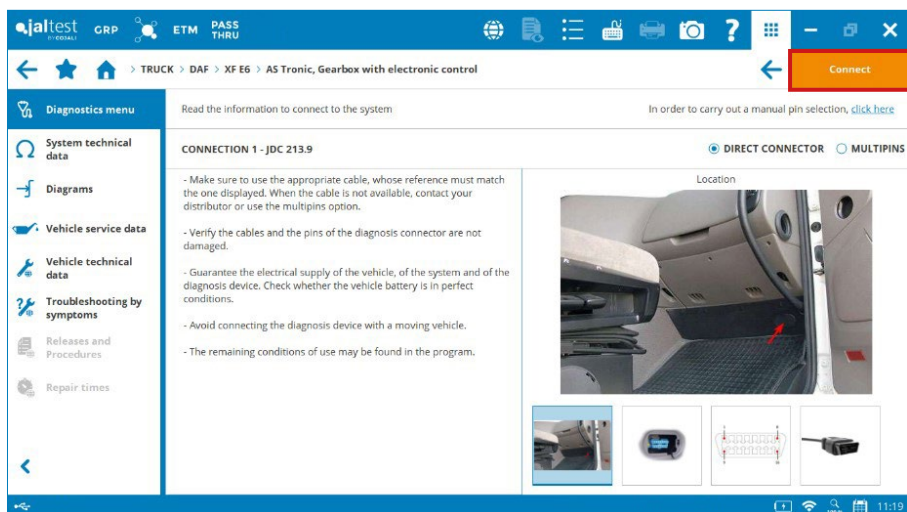 jaltest GRP ETM PASS THRU
BY COJALI
TRUCK > DAF > XF E6 > AS Tronic, Gearbox with electronic control
Connect
Diagnostics menu
System technical data
Diagrams
Vehicle service data
Vehicle technical data
Troubleshooting by symptoms
Releases and Procedures
Repair times
Read the information to connect to the system
In order to carry out a manual pin selection, click here
CONNECTION 1 - JDC 213.9
DIRECT CONNECTOR
MULTIPINS
- Make sure to use the appropriate cable, whose reference must match
the one displayed. When the cable is not available, contact your
distributor or use the multipins option.
- Verify the cables and the pins of the diagnosis connector are not
damaged.
- Guarantee the electrical supply of the vehicle, of the system and of the
diagnosis device. Check whether the vehicle battery is in perfect
conditions.
- Avoid connecting the diagnosis device with a moving vehicle.
- The remaining conditions of use may be found in the program.
Location
11:19